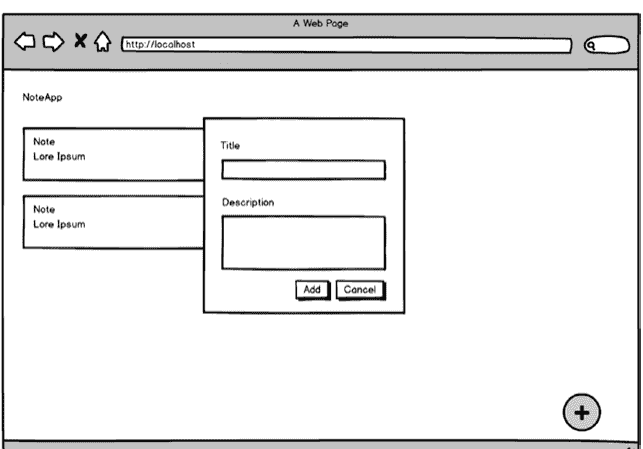 A Web Page
http://localhost
NoteApp
Note
Lore Ipsum
Note
Lore Ipsum
Title
Description
Add
Cancel